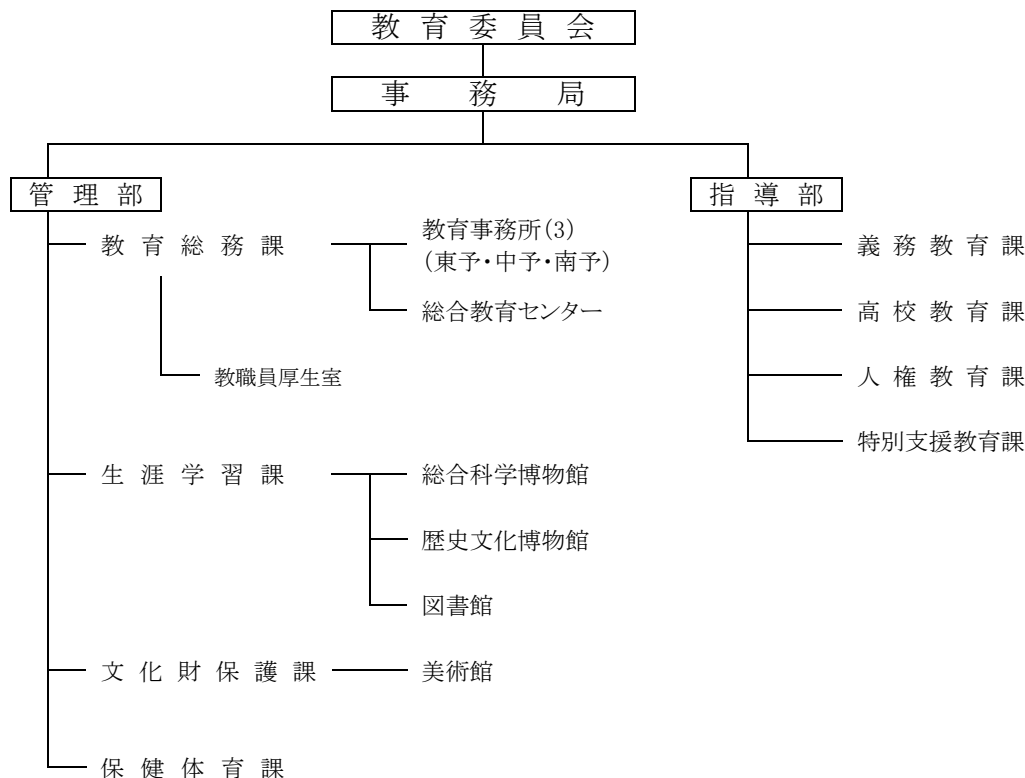 教育委員会
事務局
管理部
指導部
教育総務課
教育事務所(3)
(東予・中予・南予)
総合教育センター
教職員厚生室
生涯学習課
総合科学博物館
歴史文化博物館
図書館
文化財保護課
美術館
保健体育課
義務教育課
高校教育課
人権教育課
特別支援教育課